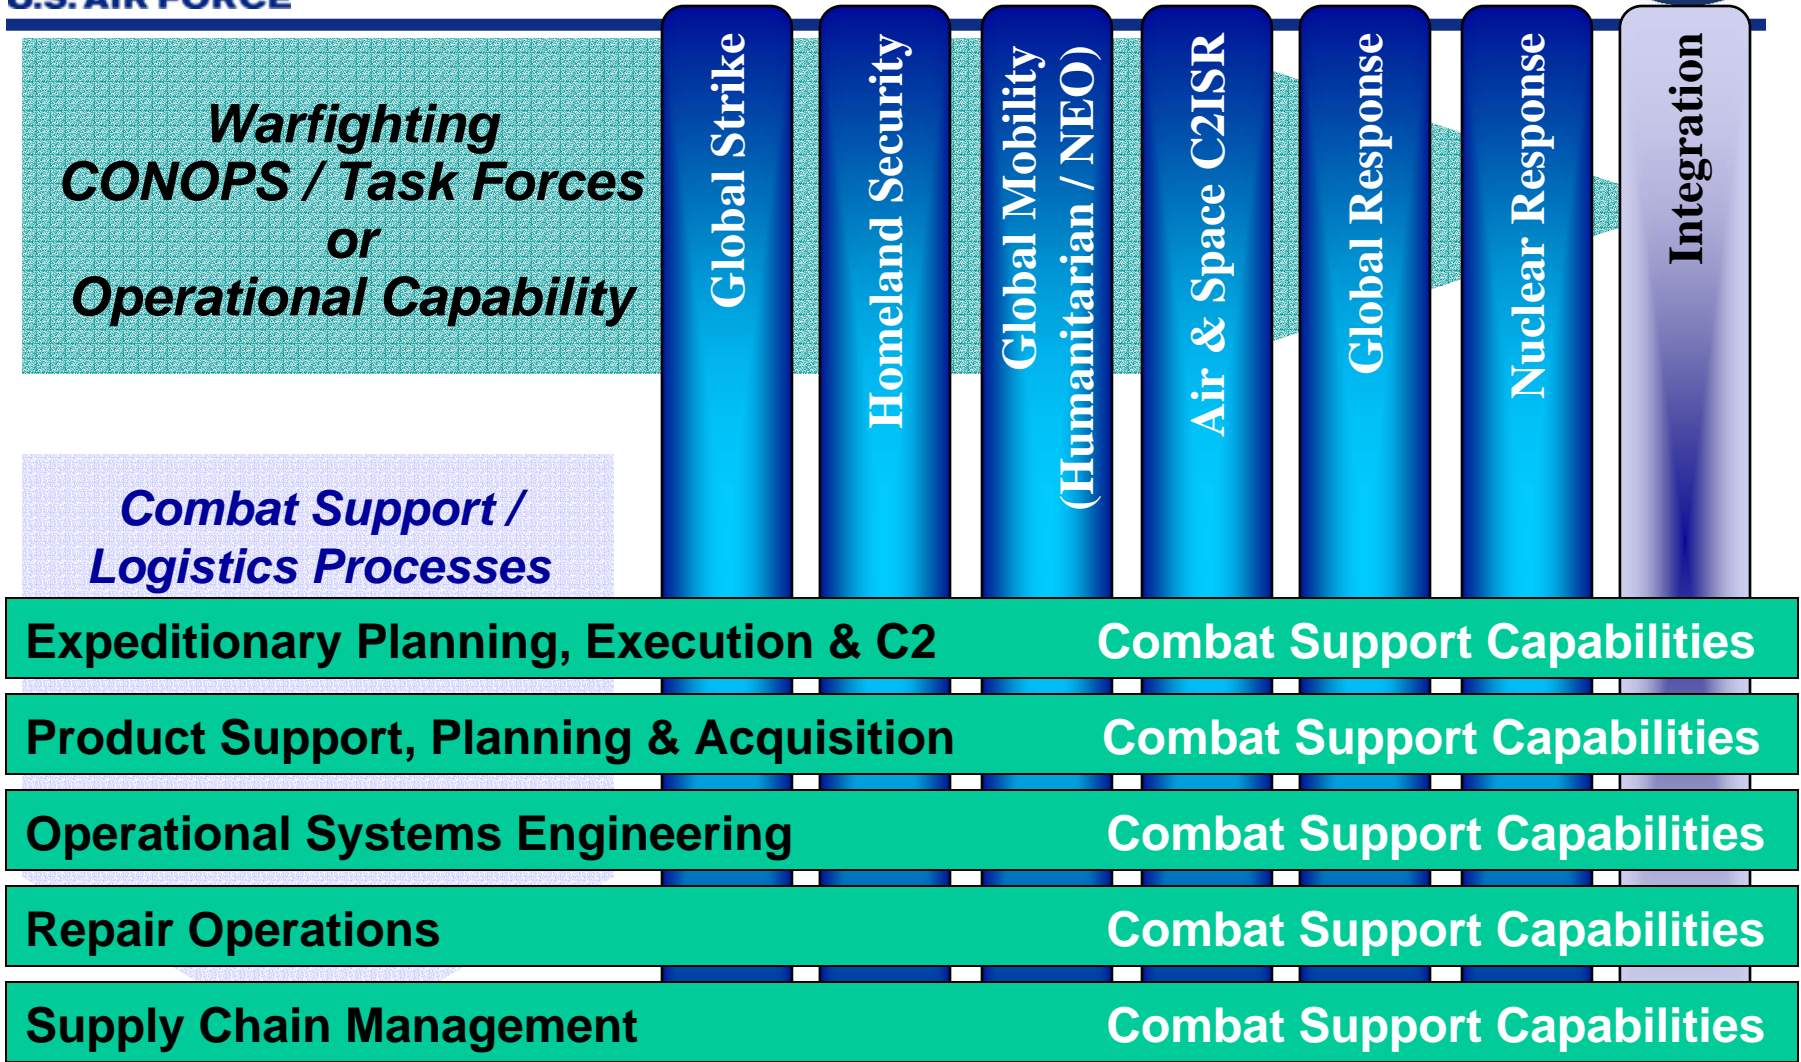 U.S. AIR FORCE
Warfighting
CONOPS / Task Forces
or
Operational Capability
Global Strike
Homeland Security
Global Mobility
(Humanitarian / NEO)
Air & Space C2ISR
Global Response
Nuclear Response
Integration
Combat Support /
Logistics Processes
Expeditionary Planning, Execution & C2 Combat Support Capabilities
Product Support, Planning & Acquisition Combat Support Capabilities
Operational Systems Engineering Combat Support Capabilities
Repair Operations Combat Support Capabilities
Supply Chain Management Combat Support Capabilities